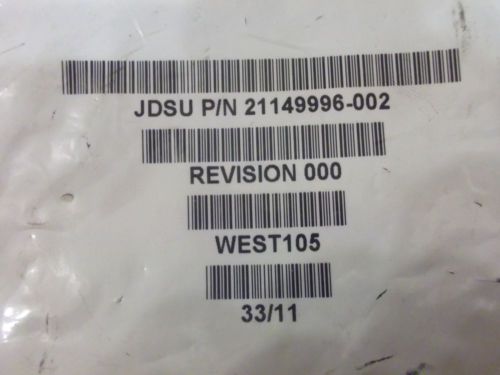 JDSU P/N 21149996-002
REVISION 000
WEST105
33/11